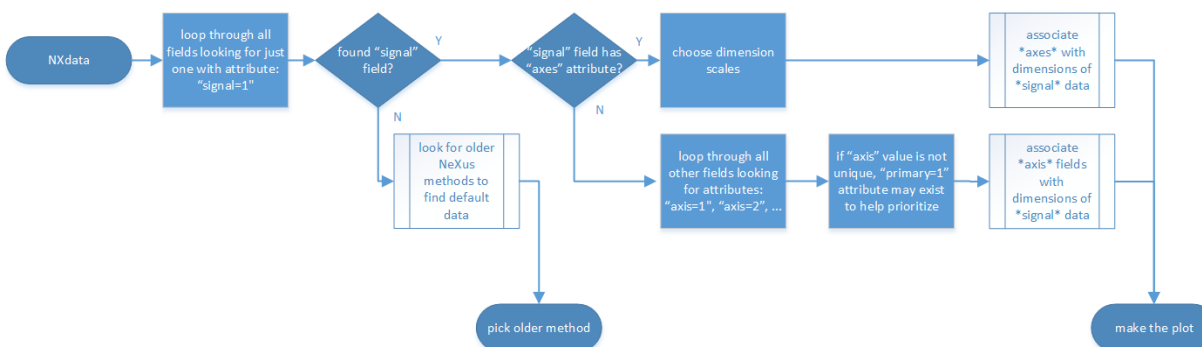 NXdata
loop through all
fields looking for just
one with attribute:
"signal=1"
found "signal"
field?
Y
N
"signal" field has
"axes" attribute?
Y
N
choose dimension
scales
associate
*axes* with
dimensions of
*signal* data
look for older
NeXus
methods to
find default
data
loop through all
other fields looking
for attributes:
"axis=1", "axis=2", ...
if "axis" value is not
unique, "primary=1"
attribute may exist
to help prioritize
associate
*axis* fields
with
dimensions of
*signal* data
pick older method
make the plot